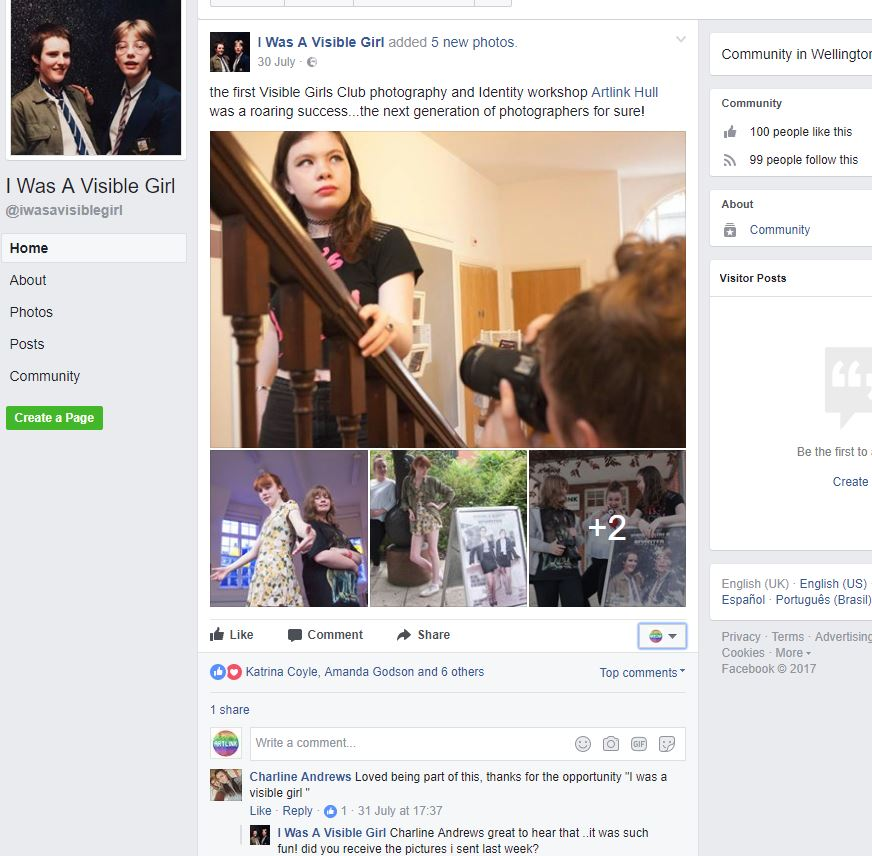 I Was A Visible Girl
@iwasavisiblegirl
Home
About
Photos
Posts
Community
Create a Page
I Was A Visible Girl added 5 new photos.
30 July ·
the first Visible Girls Club photography and Identity workshop Artlink Hull
was a roaring success...the next generation of photographers for sure!
+2
Like Comment Share
Katrina Coyle, Amanda Godson and 6 others
Top comments
1 share
ARTLINK
Write a comment...
GIF
Charline Andrews Loved being part of this, thanks for the opportunity "I was a
visible girl "
Like · Reply · 1 · 31 July at 17:37
I Was A Visible Girl Charline Andrews great to hear that ..it was such
fun! did you receive the pictures i sent last week?
Community in Wellington
Community
100 people like this
99 people follow this
About
Community
Visitor Posts
Be the first to
Create
English (UK) · English (US) ·
Español · Português (Brasil)
Privacy · Terms · Advertising
Cookies · More
Facebook © 2017